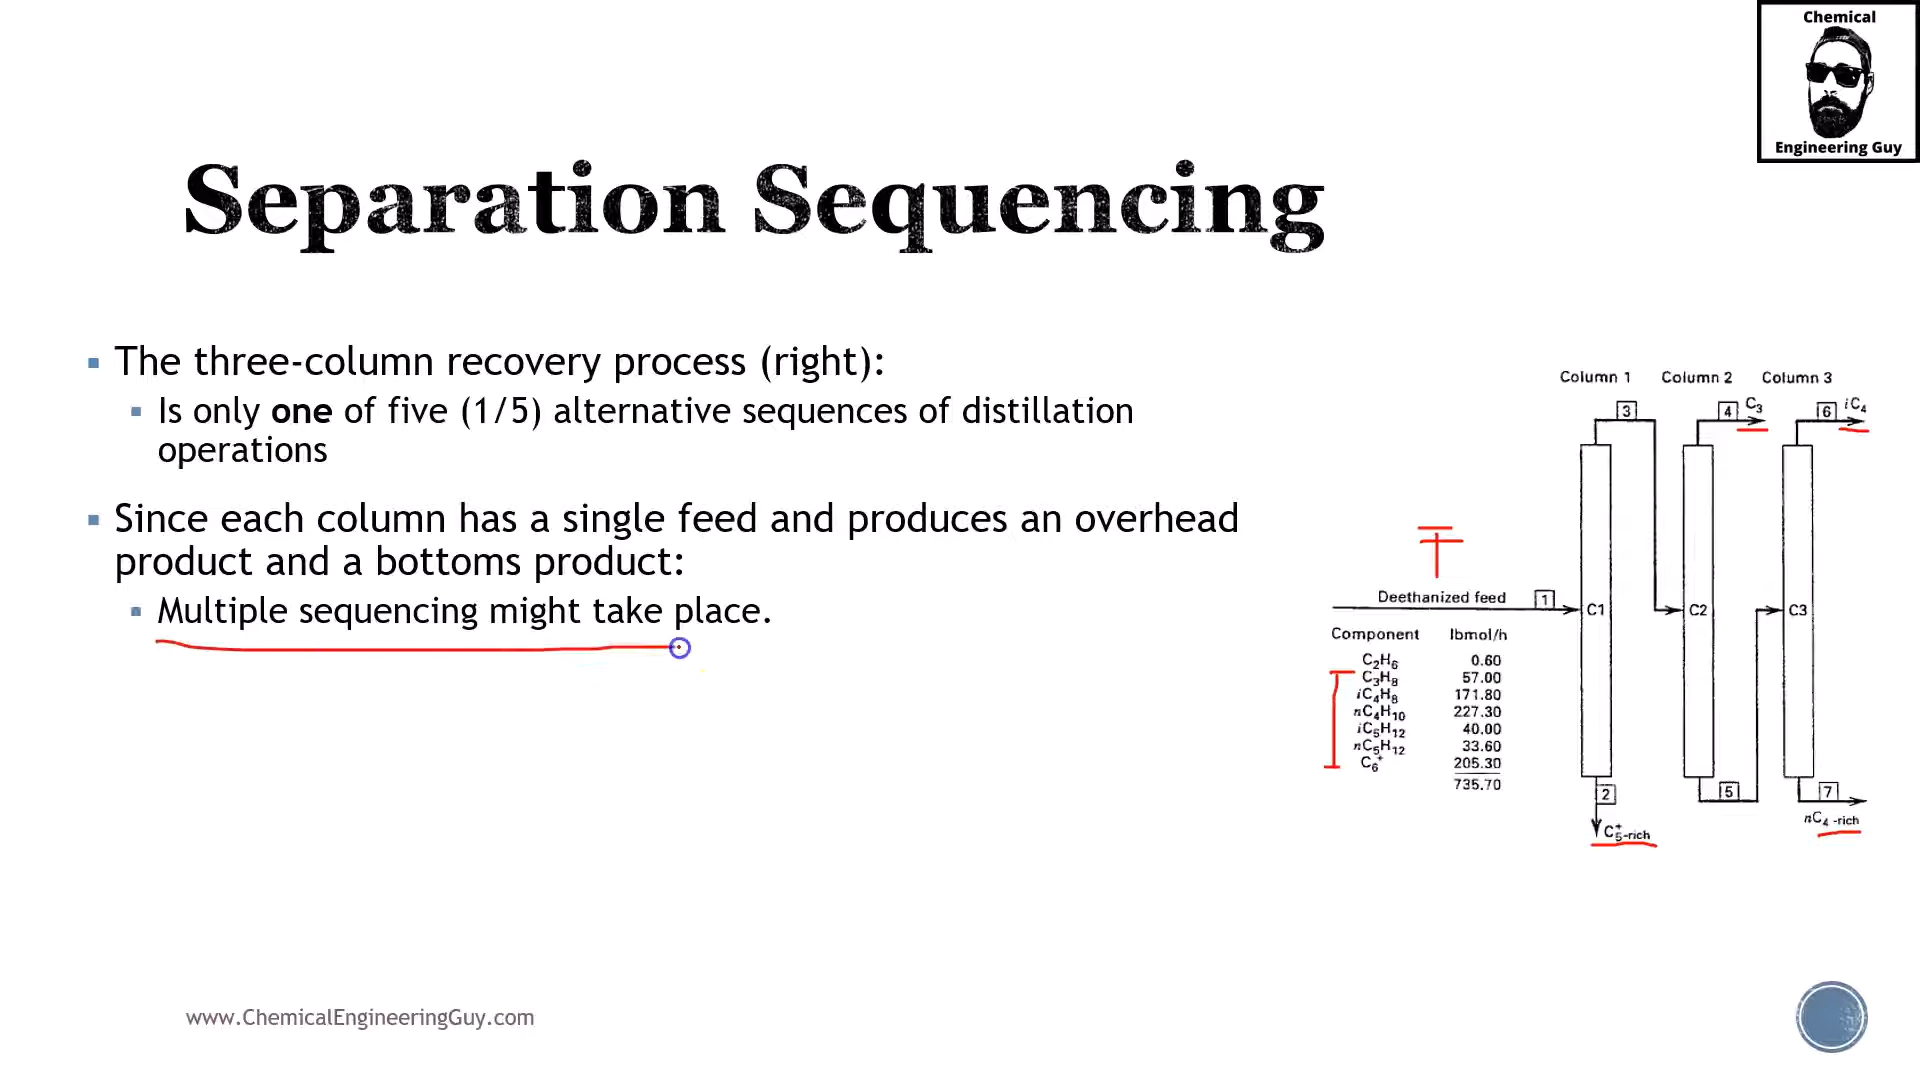 Chemical
Engineering Guy
Separation Sequencing
The three-column recovery process (right):
Is only one of five (1/5) alternative sequences of distillation
operations
Since each column has a single feed and produces an overhead
product and a bottoms product:
Multiple sequencing might take place.
Column 1 Column 2 Column 3
3 4 C₃ 6 iC₄
Deethanized feed 1 C1 C2 C3
Component lbmol/h
C₂H₆ 0.60
C₃H₈ 57.00
iC₄H₈ 171.80
nC₄H₁₀ 227.30
iC₅H₁₂ 40.00
nC₅H₁₂ 33.60
C₆⁺ 205.30
735.70
2 5 7
C₅⁺-rich nC₄-rich
www.ChemicalEngineeringGuy.com